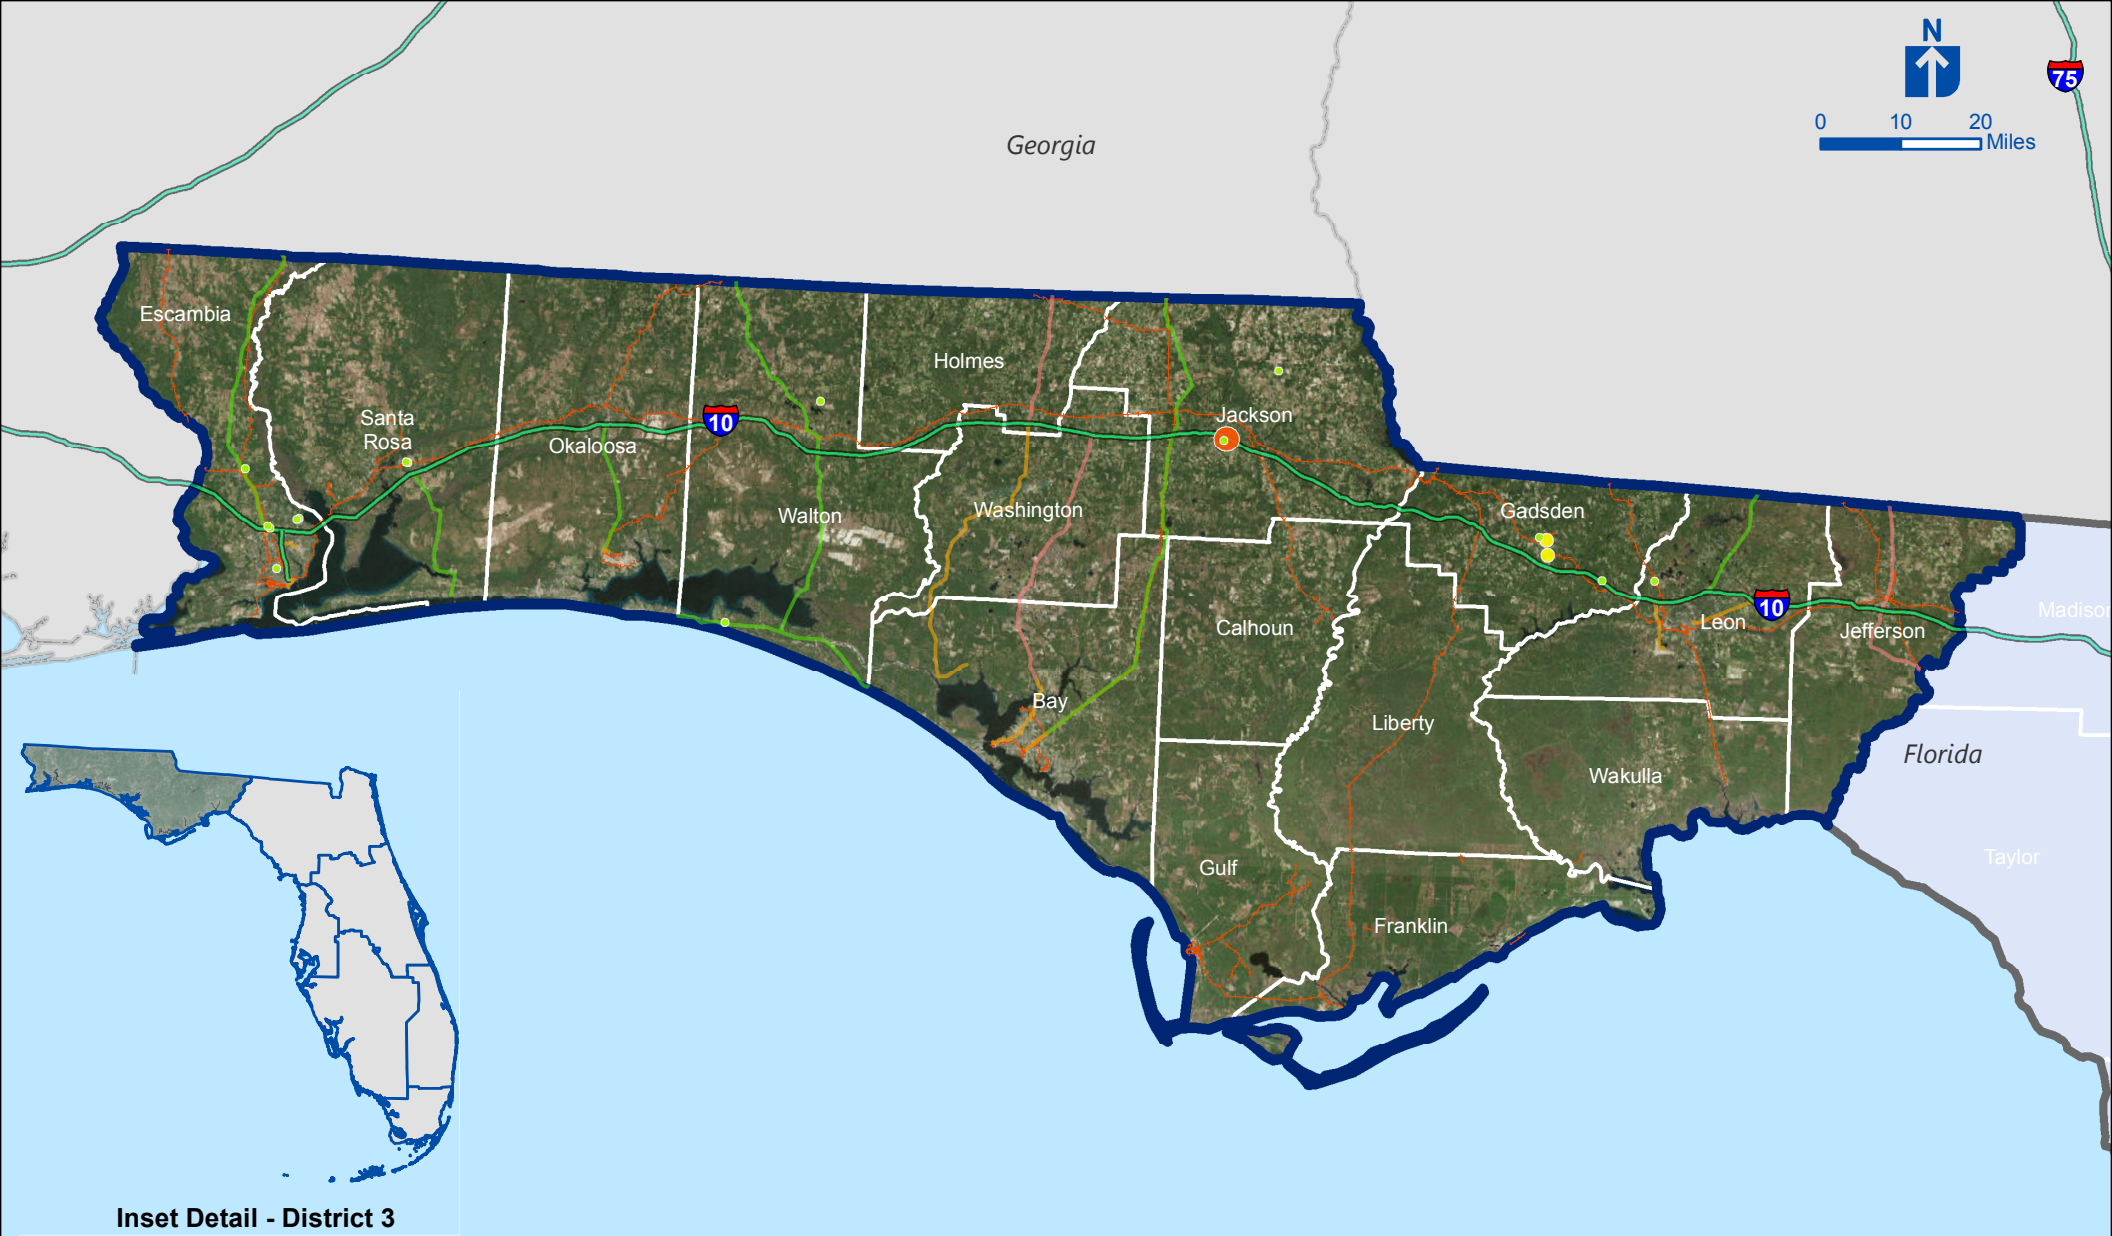 N
75
0 10 20
Miles
Georgia
Escambia
Holmes
Santa
Rosa
Jackson
10
Okaloosa
Walton
Washington
Gadsden
10
Madison
Calhoun
Leon
Jefferson
Bay
Liberty
Florida
Wakulla
Taylor
Gulf
Franklin
Inset Detail - District 3